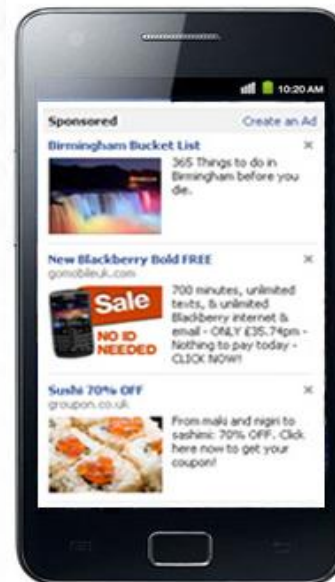 10:20 AM
Sponsored Create an Ad
Birmingham Bucket List
365 Things to do in
Birmingham before you
die.
New Blackberry Bold FREE
gomobileuk.com
Sale
NO ID
NEEDED
700 minutes, unlimited
texts, & unlimited
Blackberry internet &
email - ONLY £35.74pm -
Nothing to pay today -
CLICK NOW!
Sushi 70% OFF
groupon.co.uk
From maki and nigiri to
sashimi: 70% OFF. Click
here now to get your
coupon!